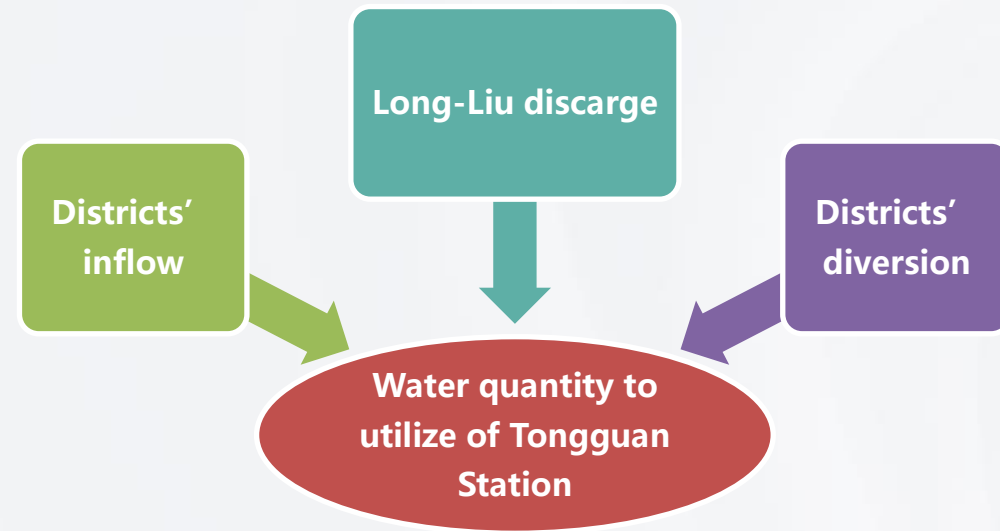 Long-Liu discarge
Districts’
inflow
Districts’
diversion
Water quantity to
utilize of Tongguan
Station